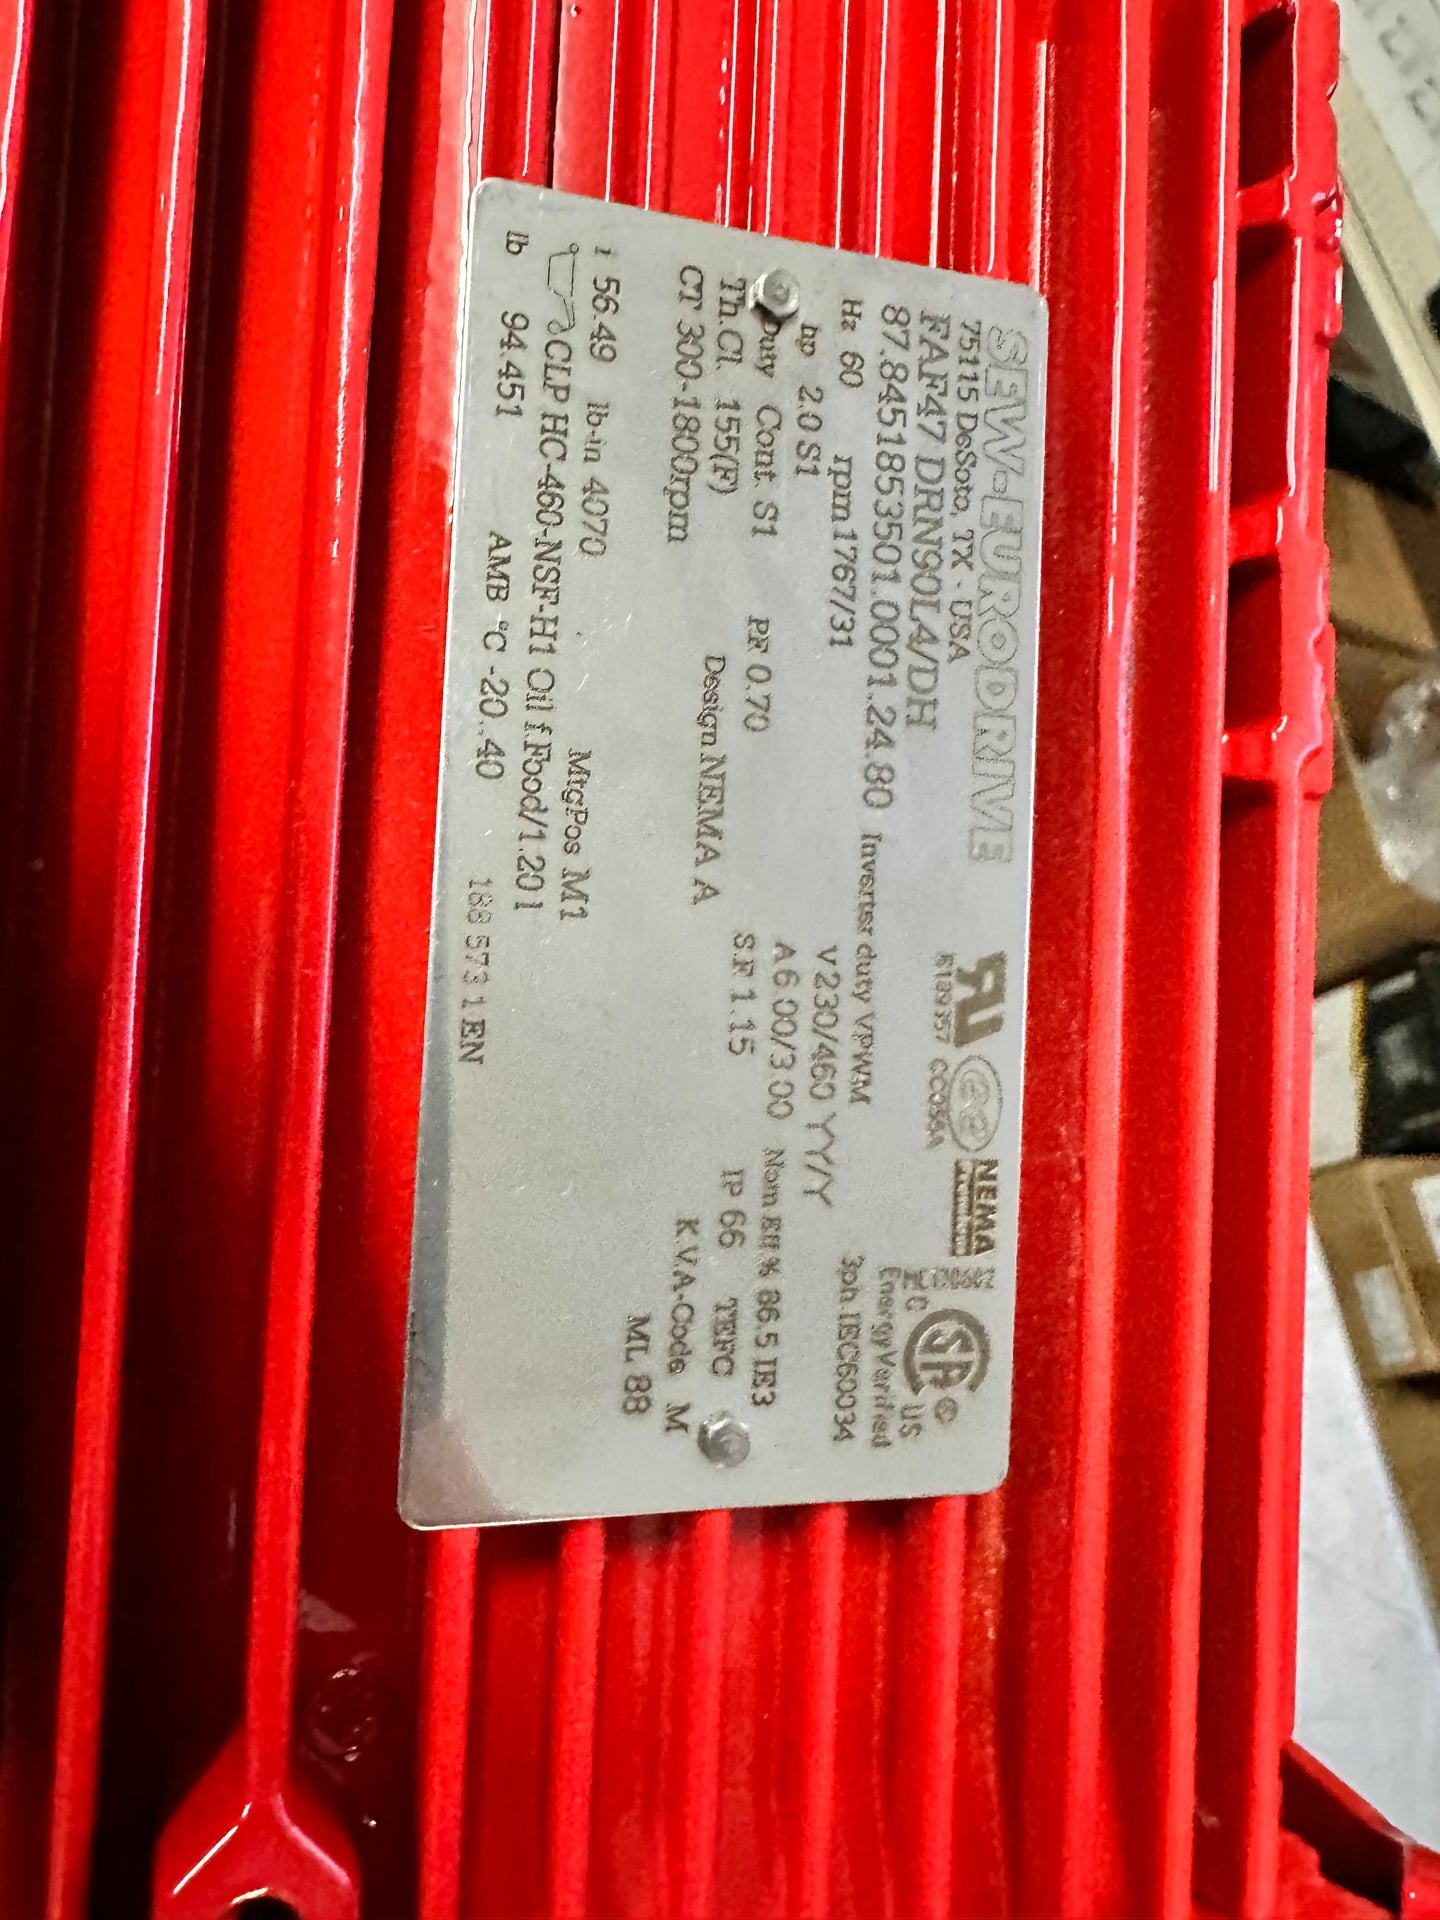 SEW-EURODRIVE
75115 DeSoto, TX - USA
E189357 CC056A
NEMA
C US
Energy Verified
FAF47 DRN90L4/DH
87.8451853501.0001.24.80 Inverter duty VPWM 3ph. IEC60034
Hz 60 rpm 1767/31 V 230/460 YY/Y
hp 2.0 S1 A 6.00/3.00 Nom Eff % 86.5 IE3
Duty Cont. S1 PF 0.70 S.F 1.15 IP 66 TEFC
Th.Cl. 155(F) Design NEMA A K.V.A-Code M
CT 300-1800rpm ML 88
i 56.49 lb-in 4070 MtgPos M1
CLP HC-460-NSF-H1 Oil f.Food/1.20 l
lb 94.451 AMB °C -20..40 188 573 1 EN